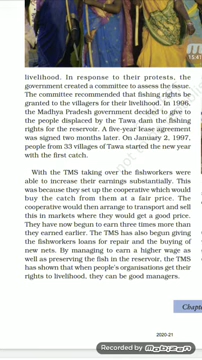 15:41
livelihood. In response to their protests, the
government created a committee to assess the issue.
The committee recommended that fishing rights be
granted to the villagers for their livelihood. In 1996,
the Madhya Pradesh government decided to give to
the people displaced by the Tawa dam the fishing
rights for the reservoir. A five-year lease agreement
was signed two months later. On January 2, 1997,
people from 33 villages of Tawa started the new year
with the first catch.
With the TMS taking over the fishworkers were
able to increase their earnings substantially. This
was because they set up the cooperative which would
buy the catch from them at a fair price. The
cooperative would then arrange to transport and sell
this in markets where they would get a good price.
They have now begun to earn three times more than
they earned earlier. The TMS has also begun giving
the fishworkers loans for repair and the buying of
new nets. By managing to earn a higher wage as
well as preserving the fish in the reservoir, the TMS
has shown that when people's organisations get their
rights to livelihood, they can be good managers.
Chapte
2020-21
Recorded by
mobizen